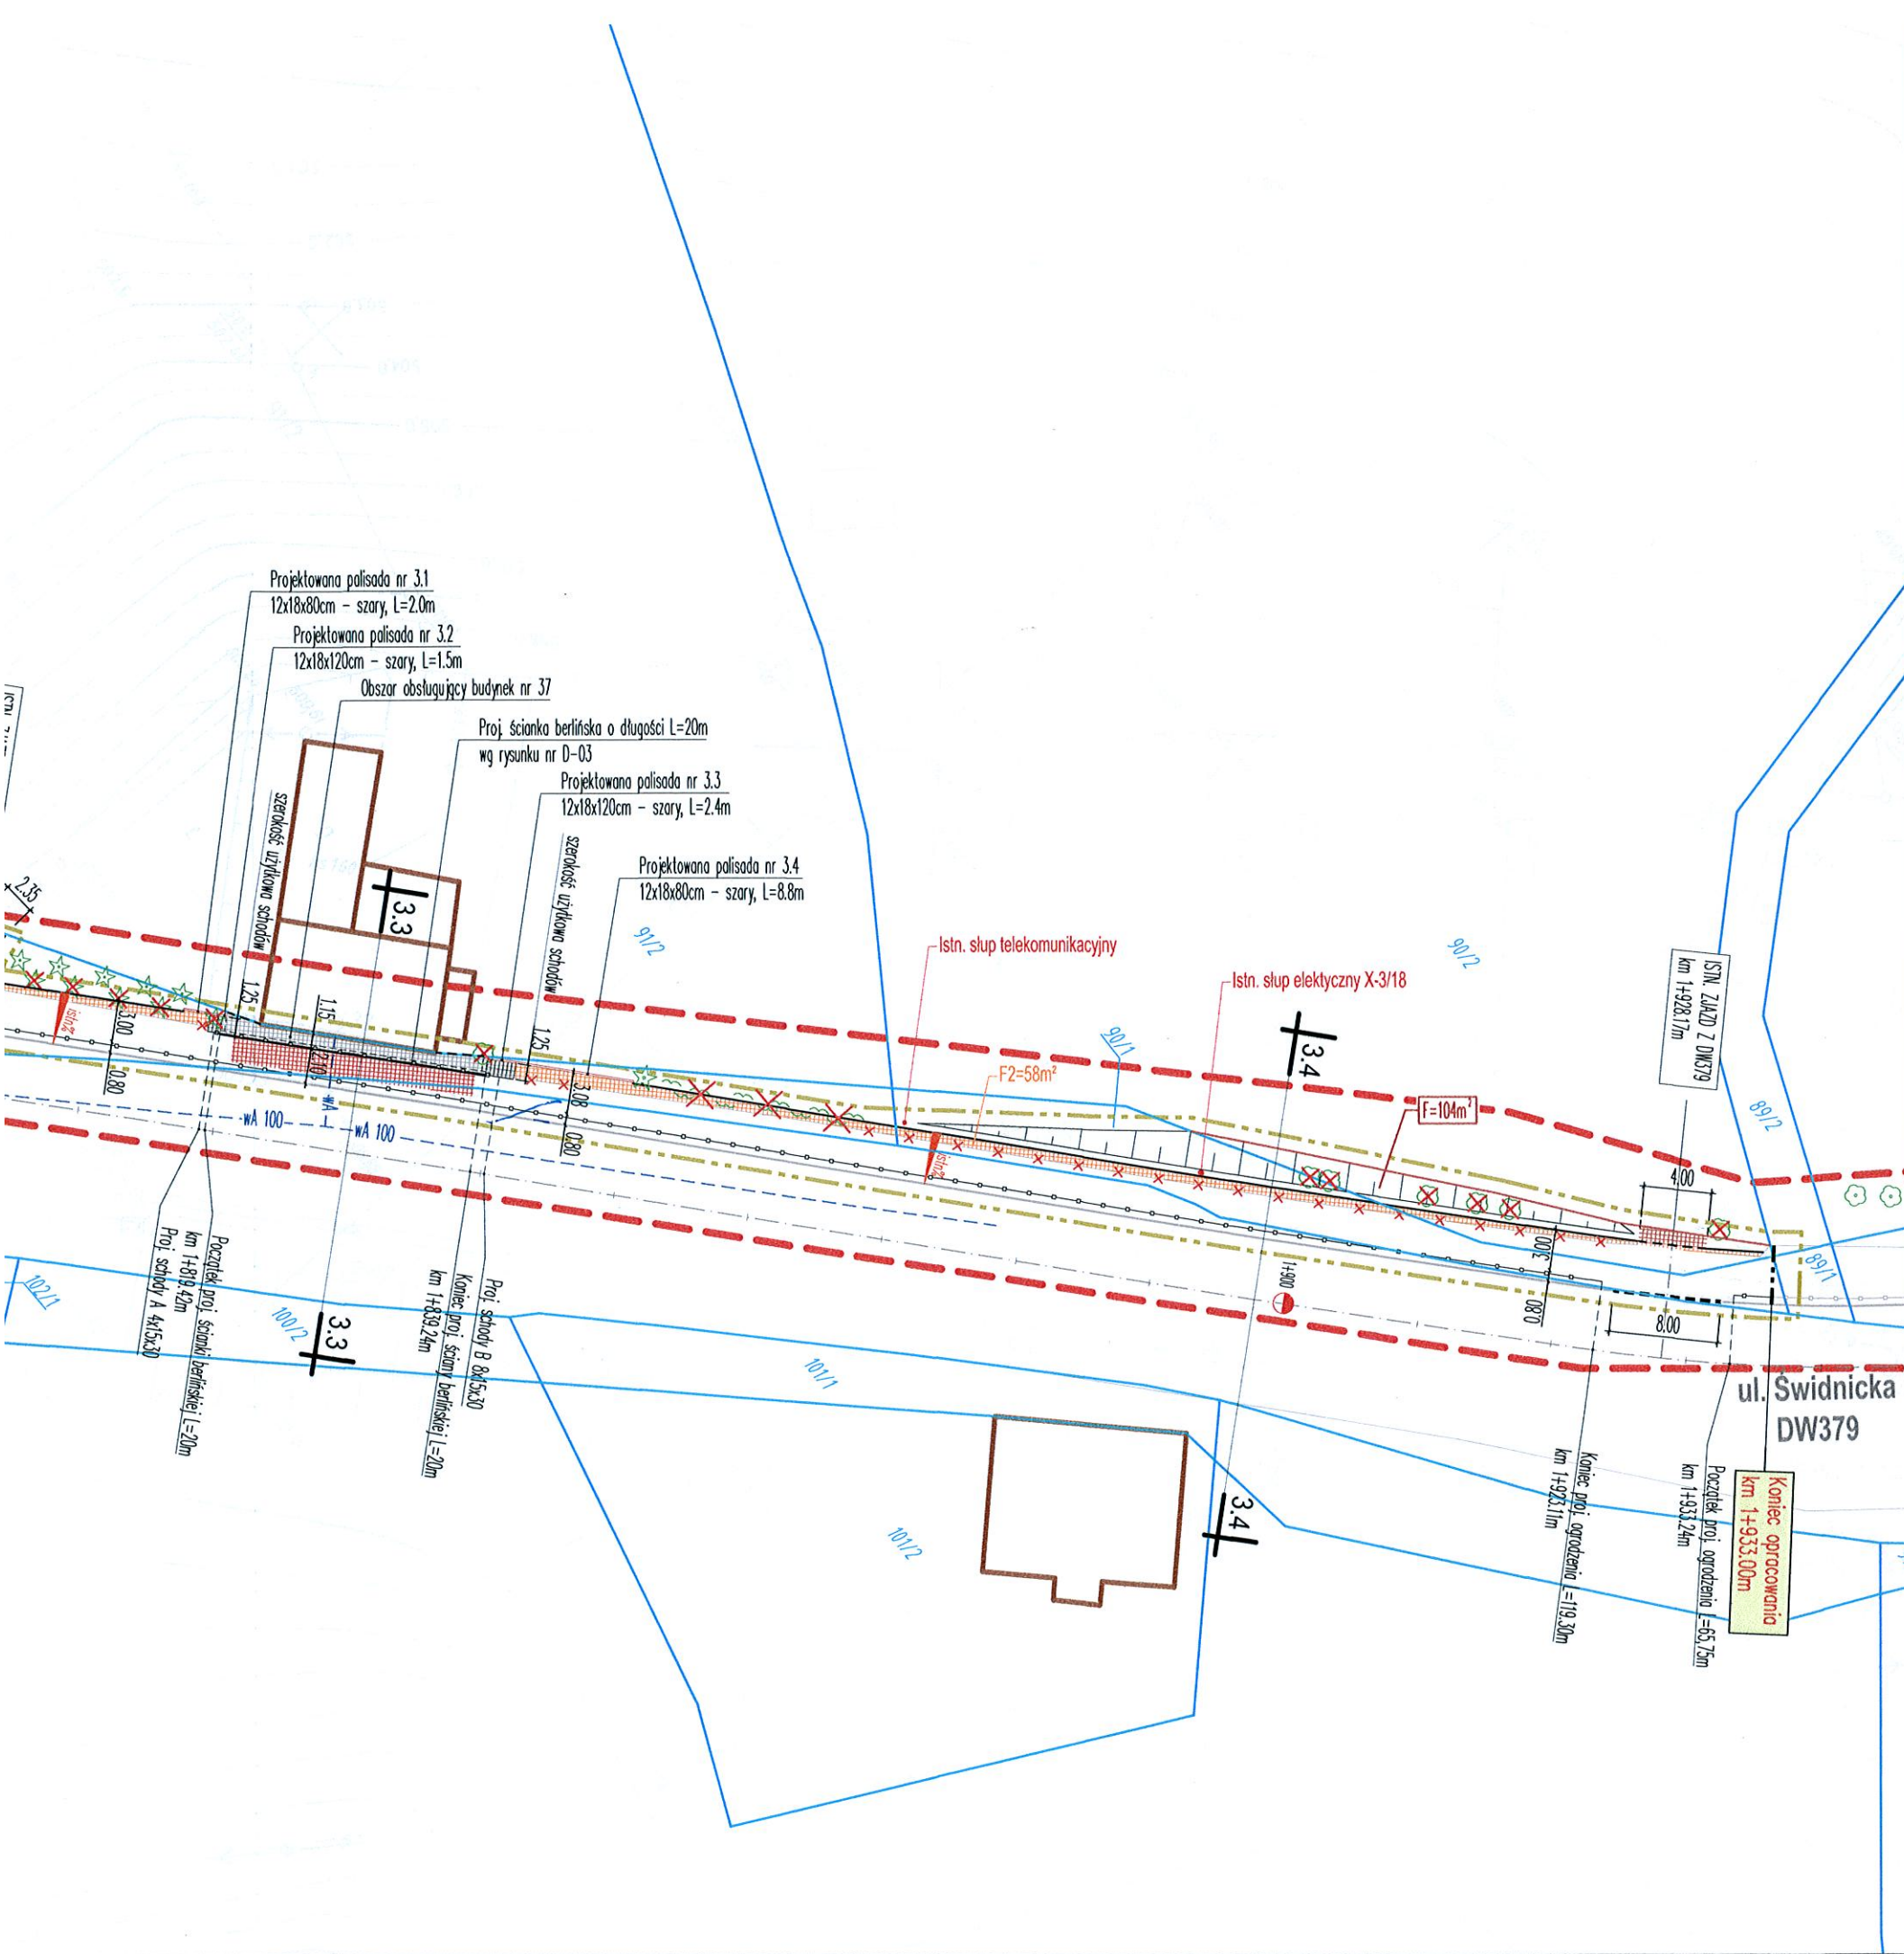 Projektowana palisada nr 3.1
12x18x80cm – szary, L=2.0m
Projektowana palisada nr 3.2
12x18x120cm – szary, L=1.5m
Obszar obsługujący budynek nr 37
Proj. ścianka berlińska o długości L=20m
wg rysunku nr D-03
Projektowana palisada nr 3.3
12x18x120cm – szary, L=2.4m
Projektowana palisada nr 3.4
12x18x80cm – szary, L=8.8m
szerokość użytkowa schodów
szerokość użytkowa schodów
2.35
3.3
91/2
Istn. słup telekomunikacyjny
Istn. słup elektyczny X-3/18
90/2
ISTN. ZJAZD Z DW379
km 1+928.17m
1.25
1.15
2.10
1.25
3.00
istn%
0.80
3.08
0.80
90/1
F2=58m²
3.4
F=104m²
89/2
4.00
istn%
wA 100
wA
wA 100
3.00
0.80
1+900
8.00
89/1
ul. Świdnicka
DW379
Początek proj. ścianki berlińskiej L=20m
km 1+819.42m
Proj. schody A 4x15x30
Proj. schody B 8x15x30
Koniec proj. ściany berlińskiej L=20m
km 1+839.24m
102/1
100/2
3.3
101/1
101/2
3.4
Koniec proj. ogrodzenia L=119.30m
km 1+923.11m
Początek proj. ogrodzenia L=65,75m
km 1+933.24m
Koniec opracowania
km 1+933.00m